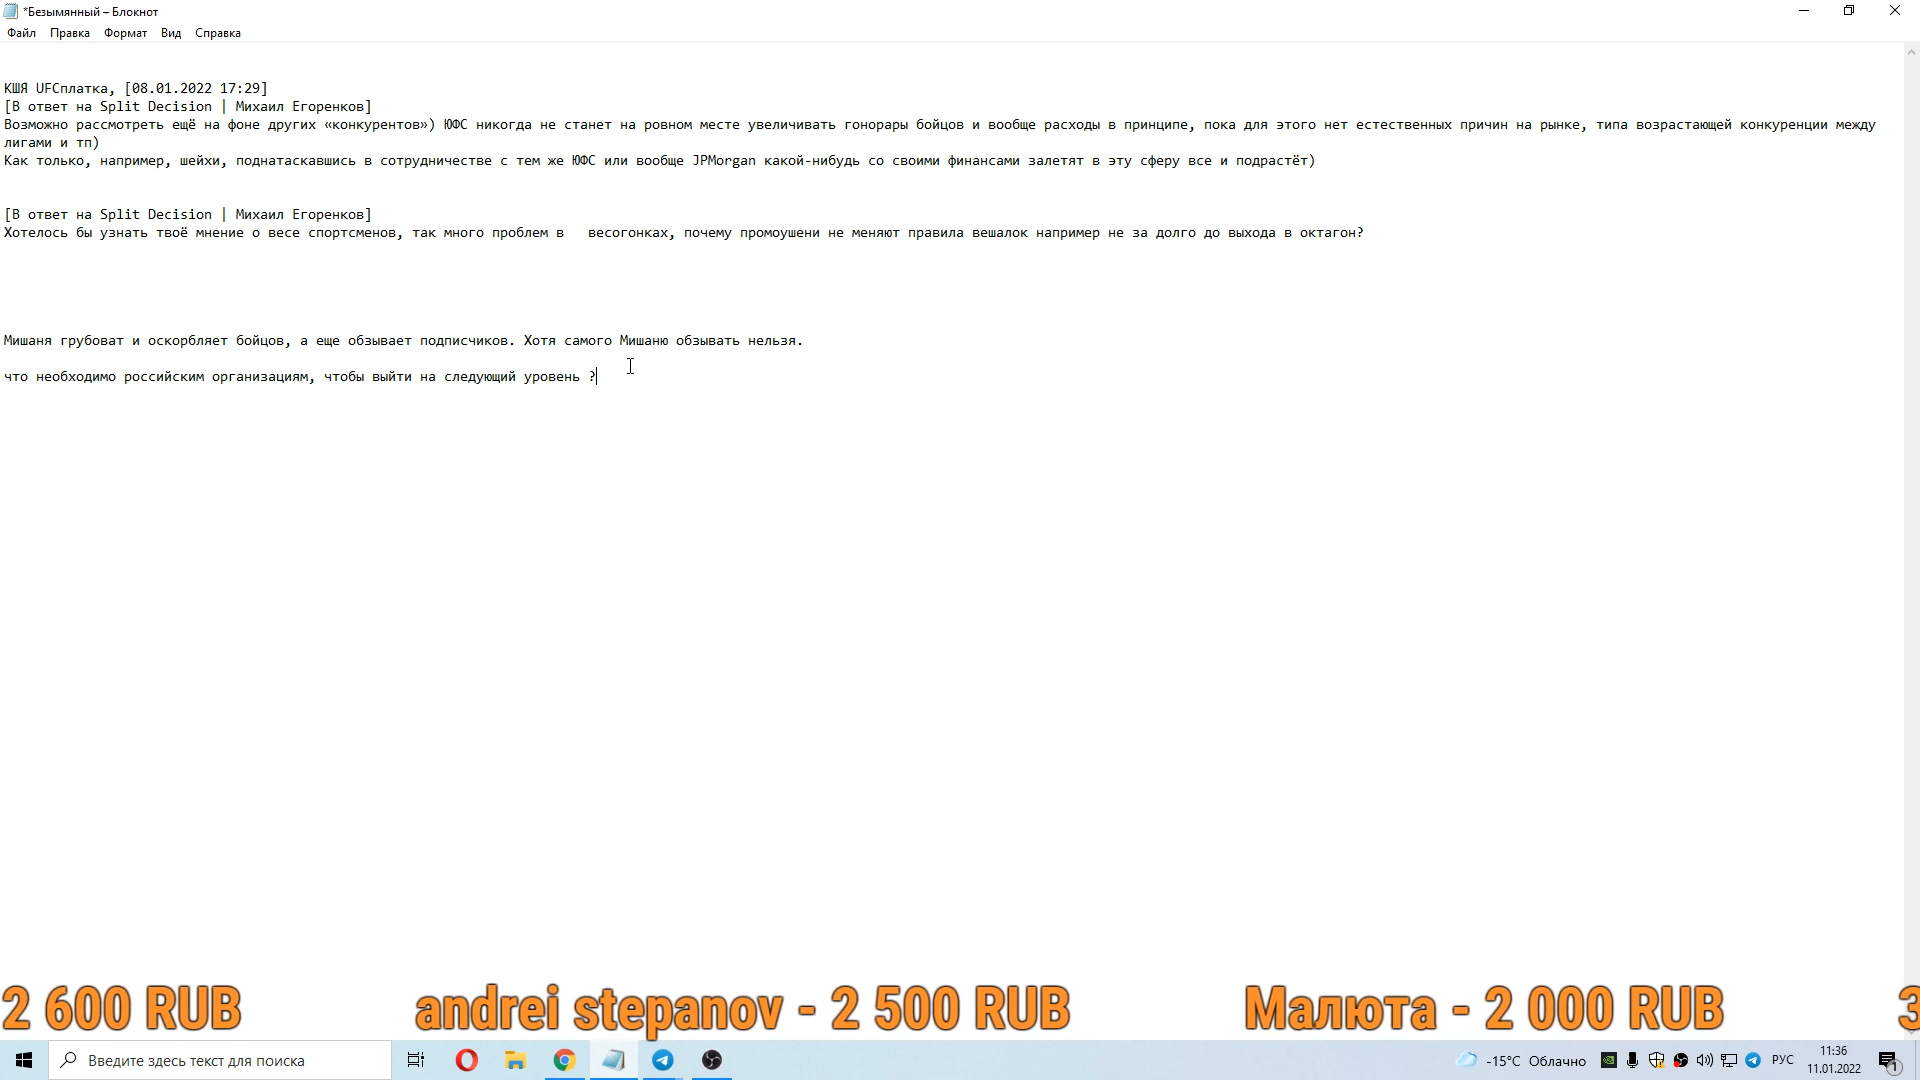 *Безымянный – Блокнот
Файл Правка Формат Вид Справка
КШЯ UFCплатка, [08.01.2022 17:29]
[В ответ на Split Decision | Михаил Егоренков]
Возможно рассмотреть ещё на фоне других «конкурентов») ЮФС никогда не станет на ровном месте увеличивать гонорары бойцов и вообще расходы в принципе, пока для этого нет естественных причин на рынке, типа возрастающей конкуренции между
лигами и тп)
Как только, например, шейхи, поднатаскавшись в сотрудничестве с тем же ЮФС или вообще JPMorgan какой-нибудь со своими финансами залетят в эту сферу все и подрастёт)
[В ответ на Split Decision | Михаил Егоренков]
Хотелось бы узнать твоё мнение о весе спортсменов, так много проблем в   весогонках, почему промоушени не меняют правила вешалок например не за долго до выхода в октагон?
Мишаня грубоват и оскорбляет бойцов, а еще обзывает подписчиков. Хотя самого Мишаню обзывать нельзя.
что необходимо российским организациям, чтобы выйти на следующий уровень ?
2 600 RUB andrei stepanov - 2 500 RUB Малюта - 2 000 RUB 3
Введите здесь текст для поиска -15°C Облачно РУС 11:36
11.01.2022 1